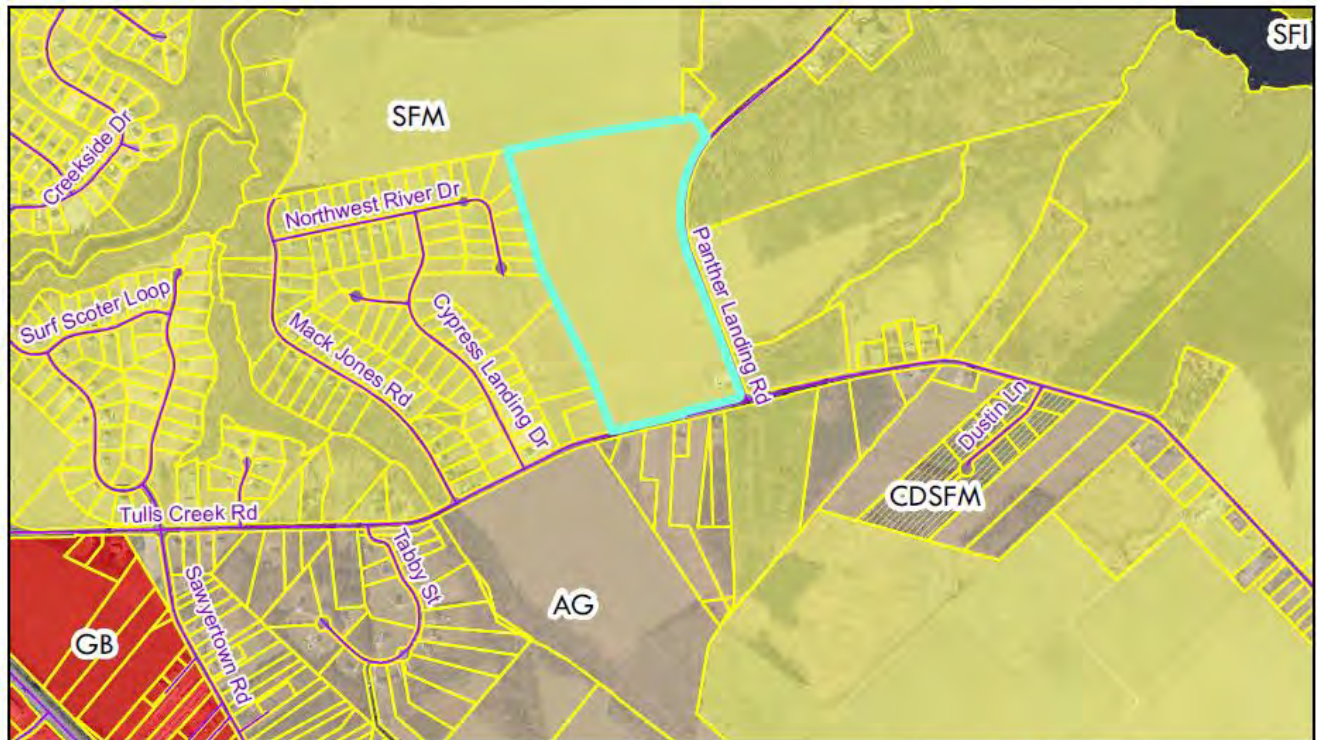 SFI
SFM
Creekside Dr
Northwest River Dr
Panther Landing Rd
Surf Scoter Loop
Cypress Landing Dr
Mack Jones Rd
Dustin Ln
CDSFM
Tulls Creek Rd
Tabby St
Sawyertown Rd
AG
GB